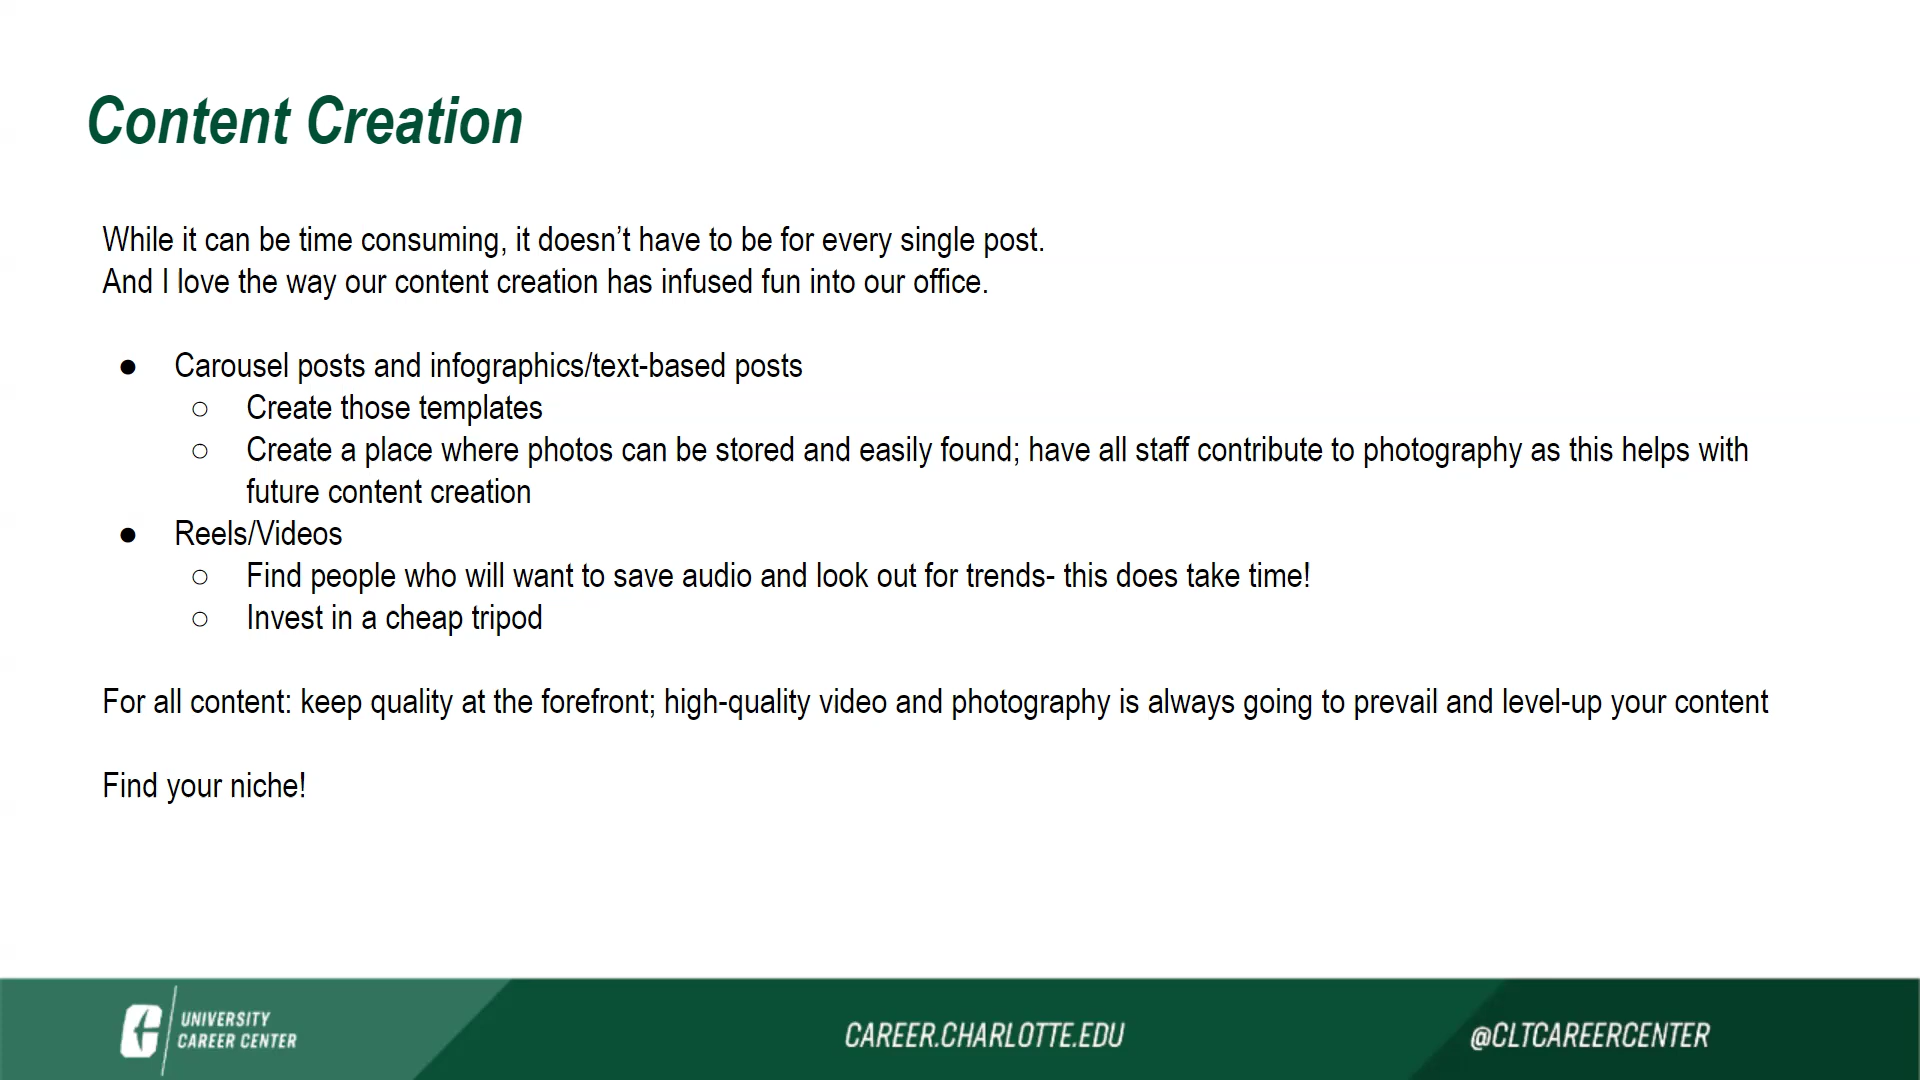 Content Creation
While it can be time consuming, it doesn’t have to be for every single post.
And I love the way our content creation has infused fun into our office.
● Carousel posts and infographics/text-based posts
○ Create those templates
○ Create a place where photos can be stored and easily found; have all staff contribute to photography as this helps with
future content creation
● Reels/Videos
○ Find people who will want to save audio and look out for trends- this does take time!
○ Invest in a cheap tripod
For all content: keep quality at the forefront; high-quality video and photography is always going to prevail and level-up your content
Find your niche!
UNIVERSITY
CAREER CENTER
CAREER.CHARLOTTE.EDU
@CLTCAREERCENTER